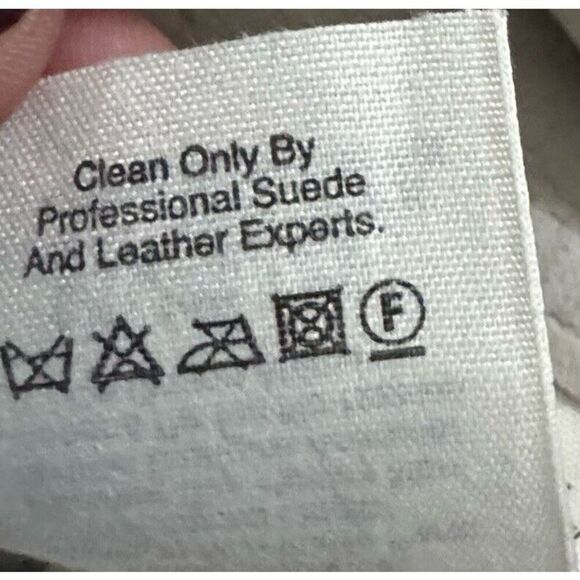 Clean Only By
Professional Suede
And Leather Experts.
F